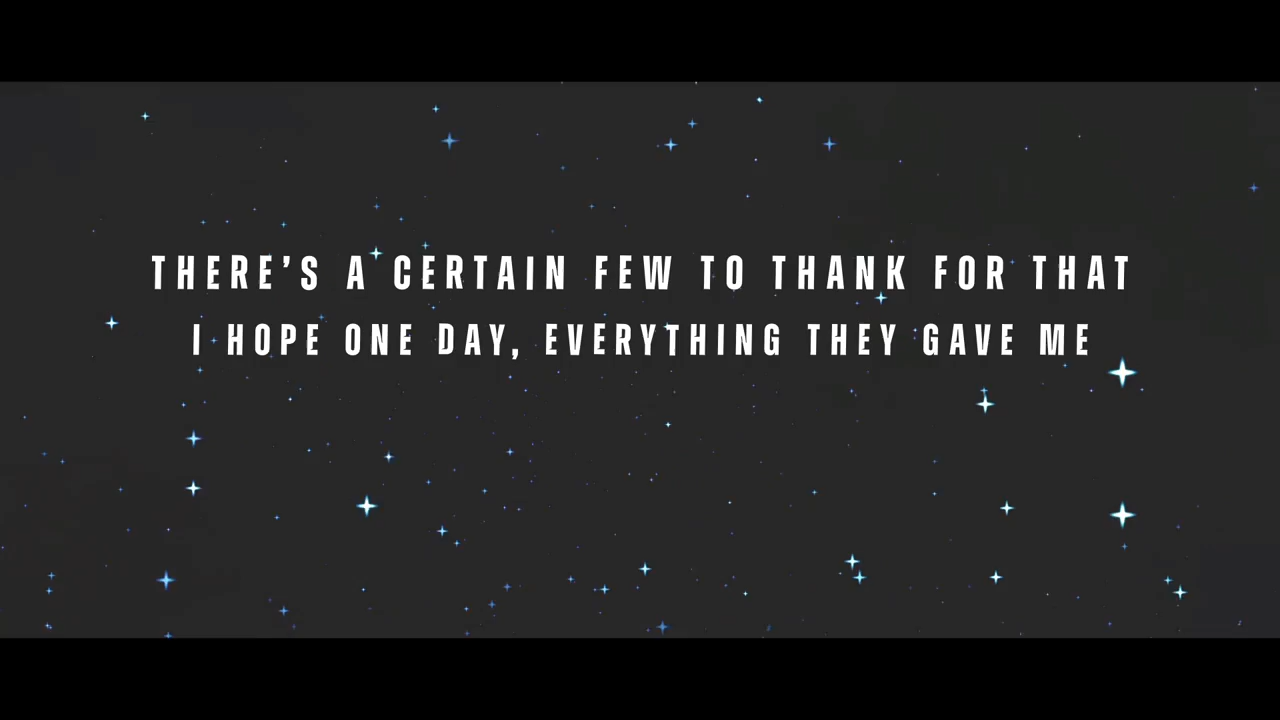 THERE’S A CERTAIN FEW TO THANK FOR THAT
I HOPE ONE DAY, EVERYTHING THEY GAVE ME